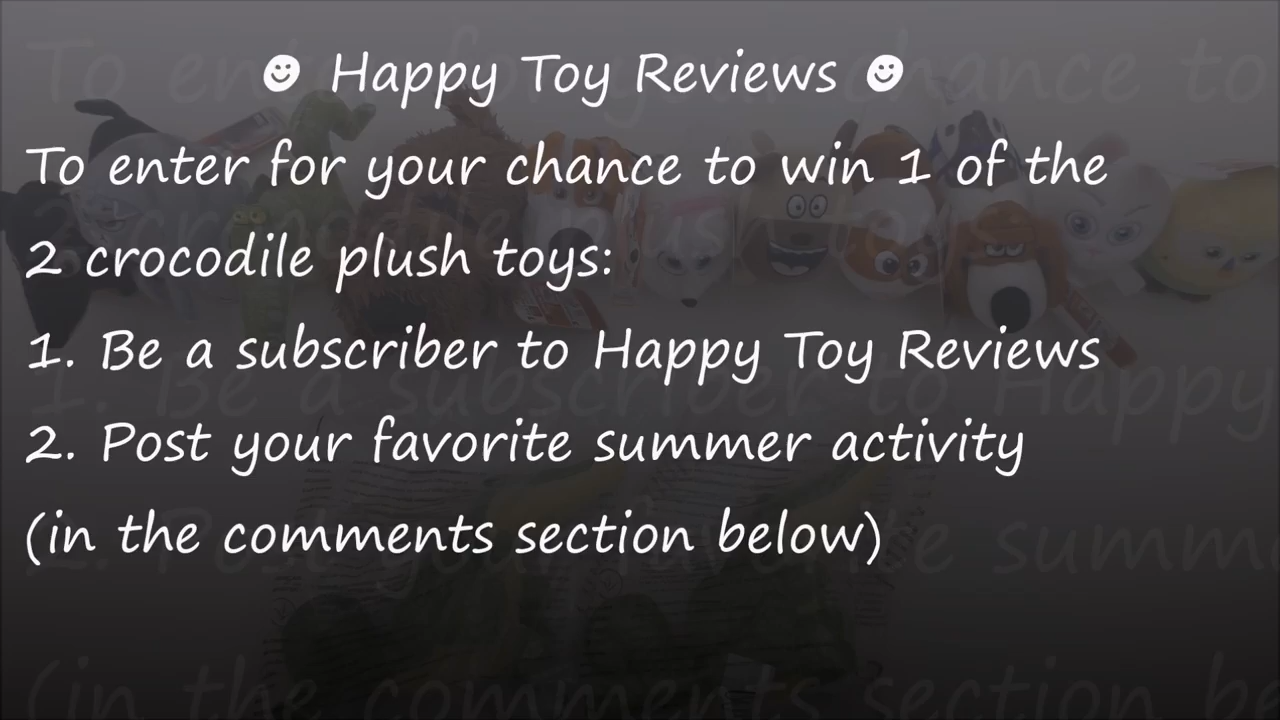 ☻ Happy Toy Reviews ☻
To enter for your chance to win 1 of the
2 crocodile plush toys:
1. Be a subscriber to Happy Toy Reviews
2. Post your favorite summer activity
(in the comments section below)